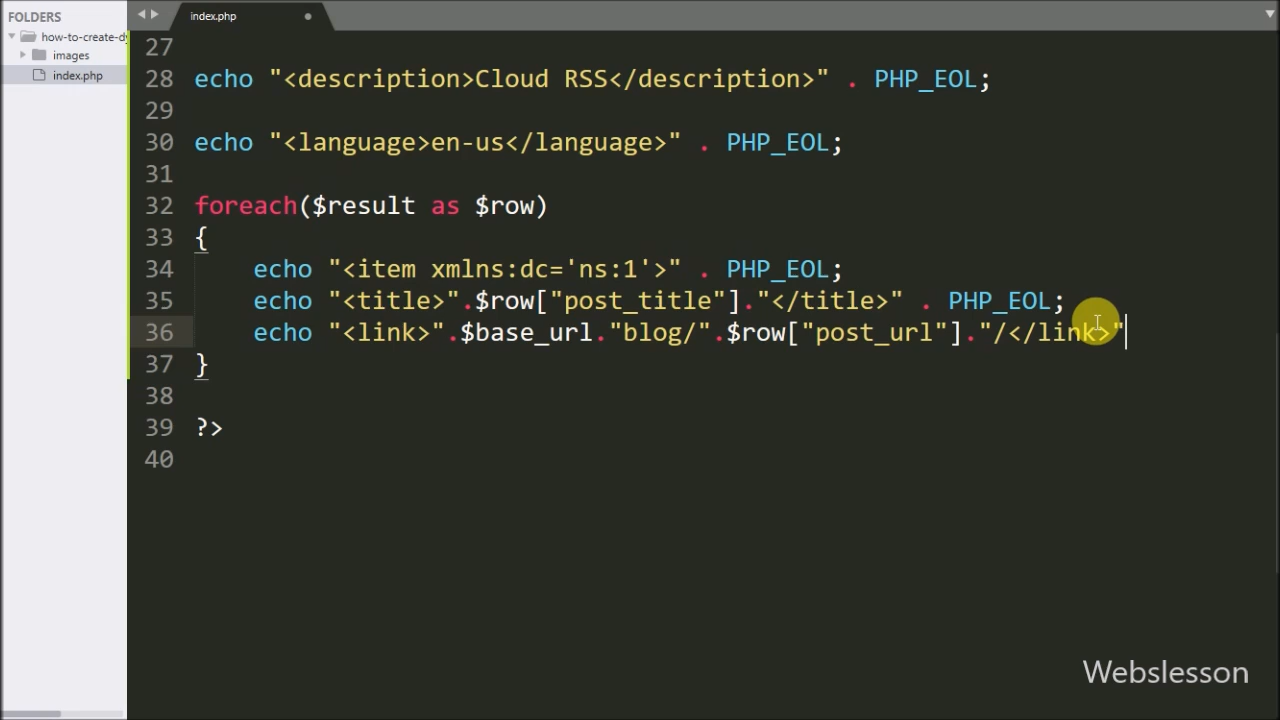 FOLDERS
how-to-create-dy
images
index.php
index.php
27
28 echo "<description>Cloud RSS</description>" . PHP_EOL;
29
30 echo "<language>en-us</language>" . PHP_EOL;
31
32 foreach($result as $row)
33 {
34     echo "<item xmlns:dc='ns:1'>" . PHP_EOL;
35     echo "<title>".$row["post_title"]."</title>" . PHP_EOL;
36     echo "<link>".$base_url."blog/".$row["post_url"]."/</link>"
37 }
38
39 ?>
40
Webslesson